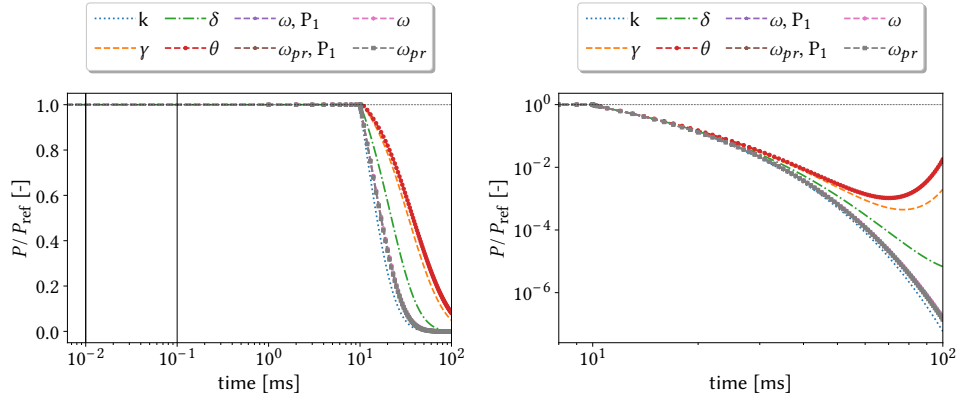 k δ ω, P₁ ω
γ θ ωₚᵣ, P₁ ωₚᵣ
1.0
0.8
0.6
0.4
0.2
0.0
P/P_ref [-]
10⁻² 10⁻¹ 10⁰ 10¹ 10²
time [ms]
k δ ω, P₁ ω
γ θ ωₚᵣ, P₁ ωₚᵣ
10⁰
10⁻²
10⁻⁴
10⁻⁶
P/P_ref [-]
10¹ 10²
time [ms]